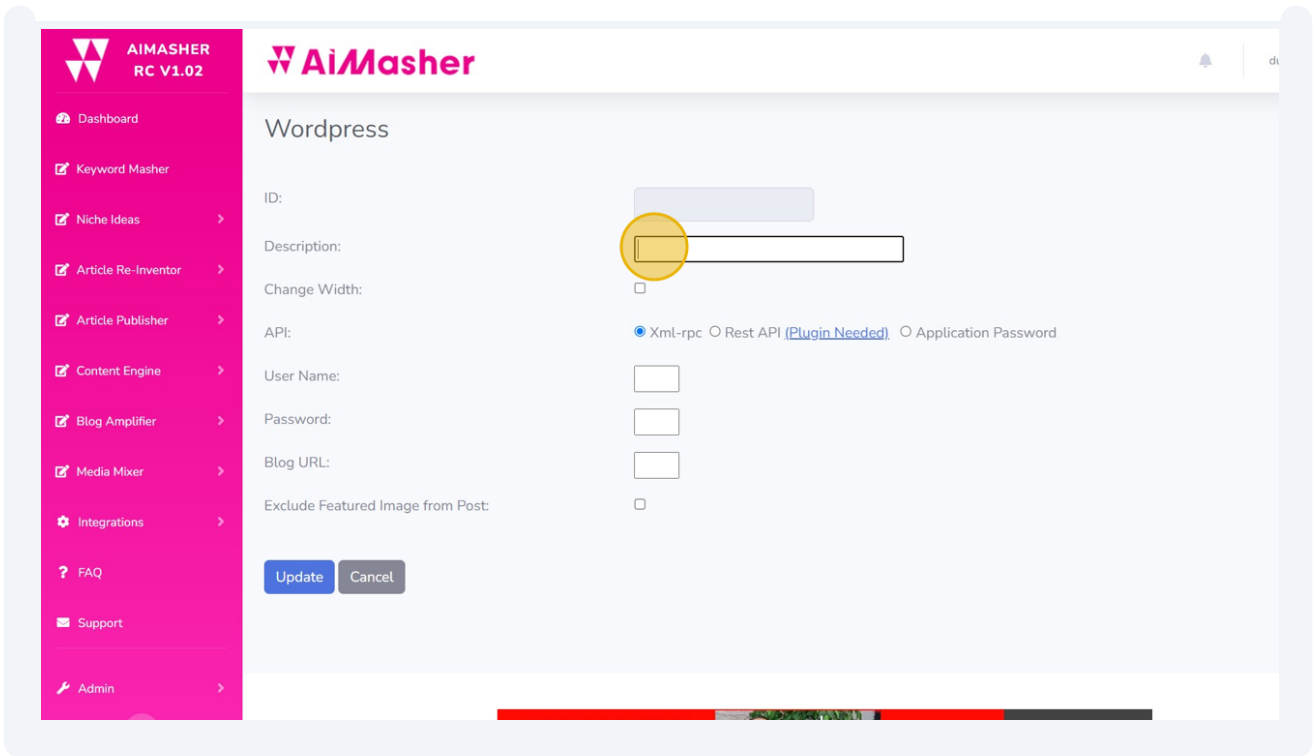 AIMASHER
RC V1.02
AiMasher
Dashboard
Keyword Masher
Niche Ideas
Article Re-Inventor
Article Publisher
Content Engine
Blog Amplifier
Media Mixer
Integrations
? FAQ
Support
Admin
Wordpress
ID:
Description:
Change Width:
API:
Xml-rpc Rest API (Plugin Needed) Application Password
User Name:
Password:
Blog URL:
Exclude Featured Image from Post:
Update Cancel